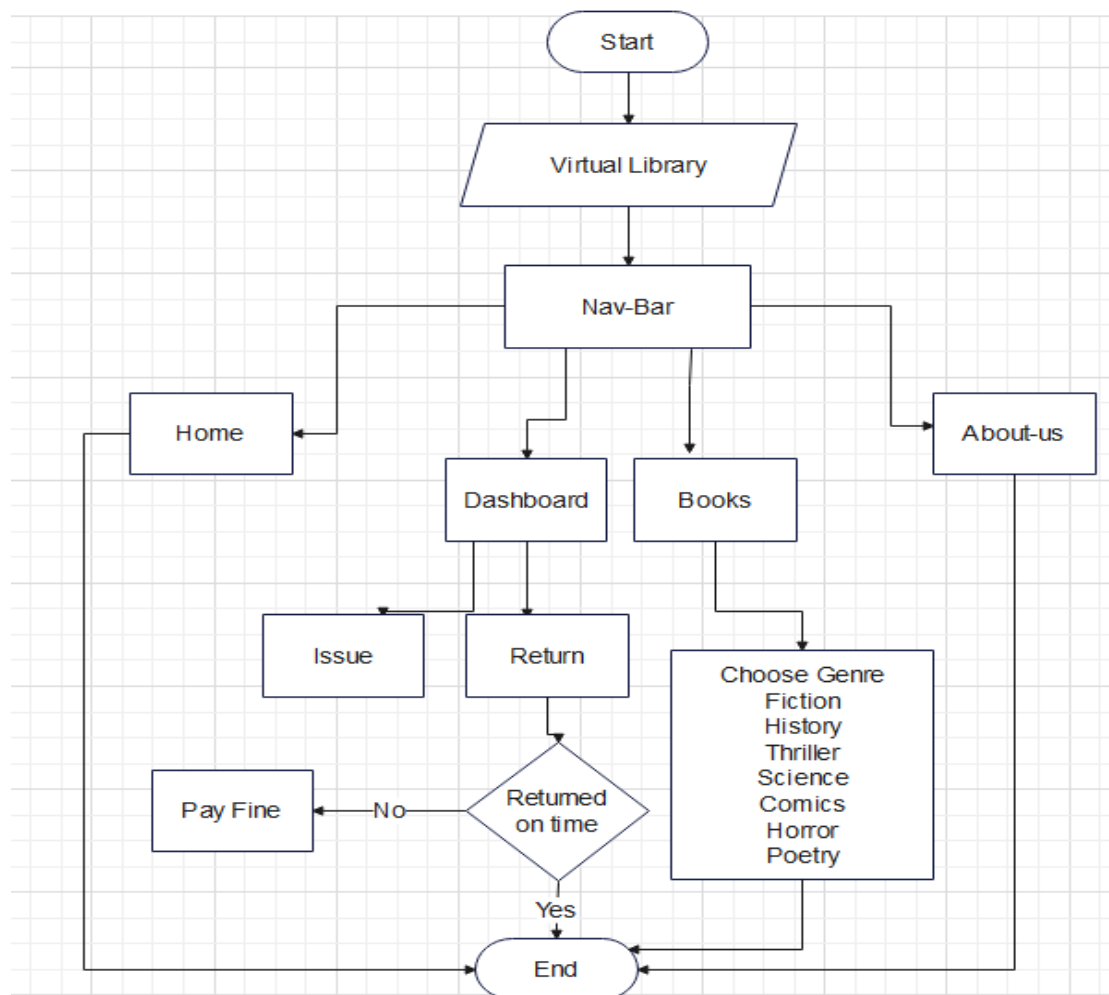 Start
Virtual Library
Nav-Bar
Home
About-us
Dashboard
Books
Issue
Return
Choose Genre
Fiction
History
Thriller
Science
Comics
Horror
Poetry
Pay Fine
No
Returned
on time
Yes
End